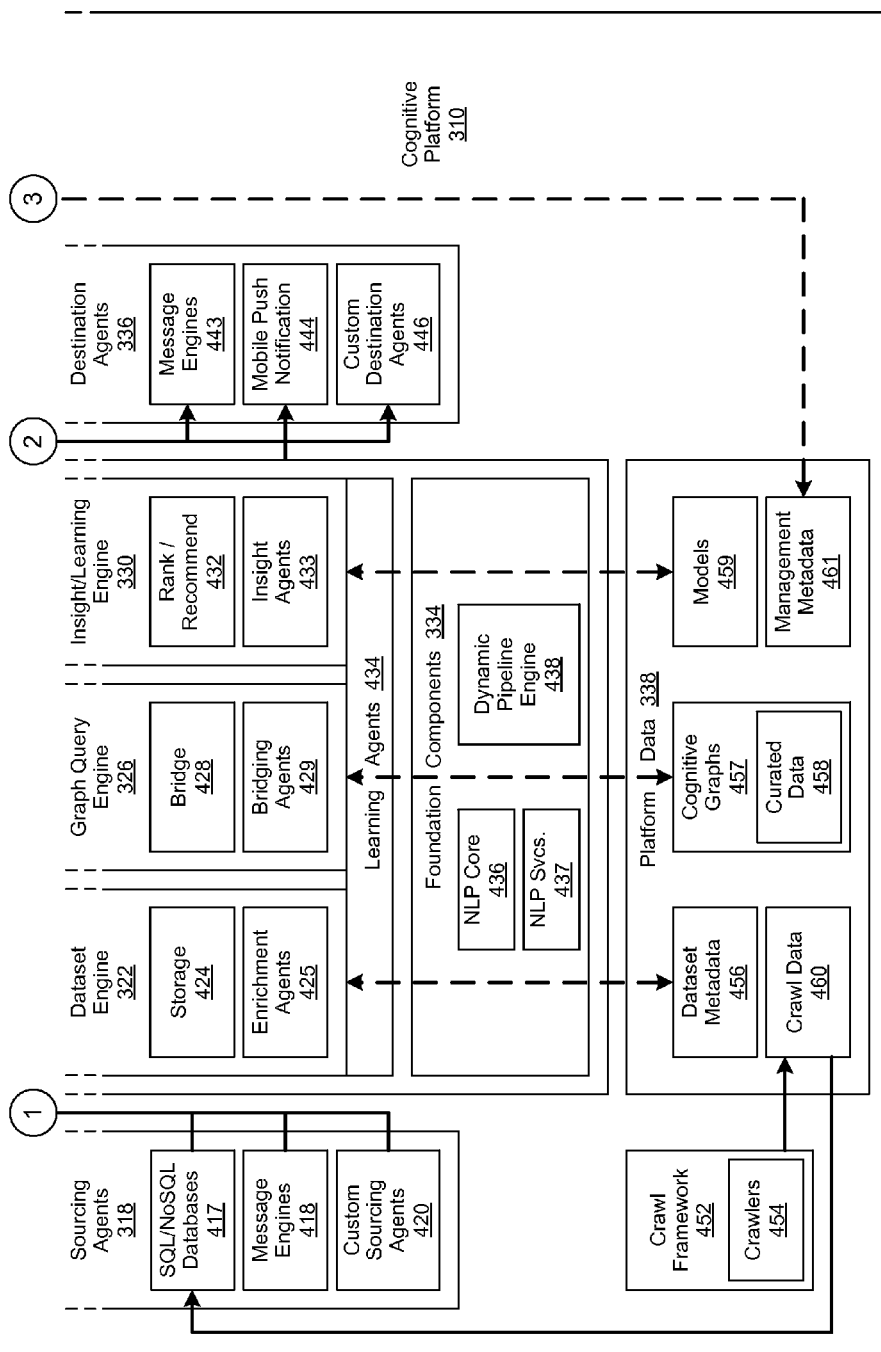 1
2
3
Sourcing
Agents
318
SQL/NoSQL
Databases
417
Message
Engines
418
Custom
Sourcing
Agents
420
Dataset
Engine
322
Storage
424
Enrichment
Agents
425
Graph Query
Engine
326
Bridge
428
Bridging
Agents
429
Insight/Learning
Engine
330
Rank /
Recommend
432
Insight
Agents
433
Learning Agents 434
Foundation Components 334
NLP Core
436
NLP Svcs.
437
Dynamic
Pipeline
Engine
438
Destination
Agents
336
Message
Engines
443
Mobile Push
Notification
444
Custom
Destination
Agents
446
Cognitive
Platform
310
Crawl
Framework
452
Crawlers
454
Platform Data 338
Dataset
Metadata
456
Crawl Data
460
Cognitive
Graphs
457
Curated
Data
458
Models
459
Management
Metadata
461